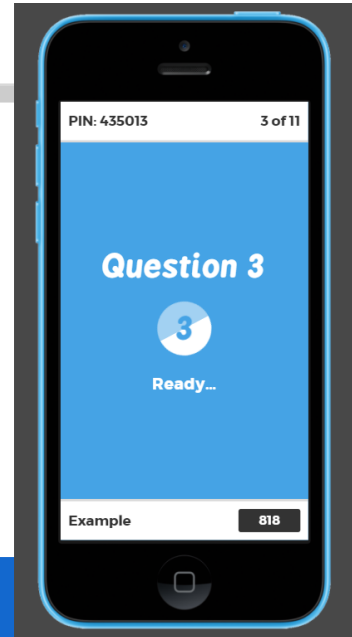 PIN: 435013 3 of 11
Question 3
3
Ready...
Example 818